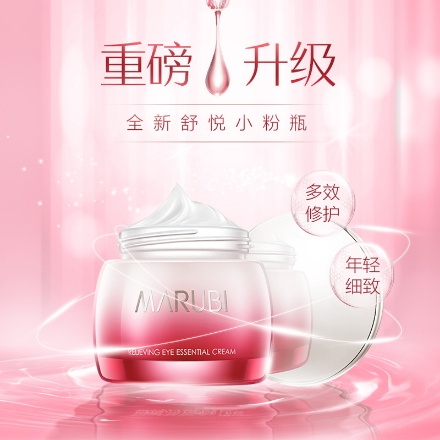 重磅升级
全新舒悦小粉瓶
多效
修护
年轻
细致
MARUBI
RELIEVING EYE ESSENTIAL CREAM